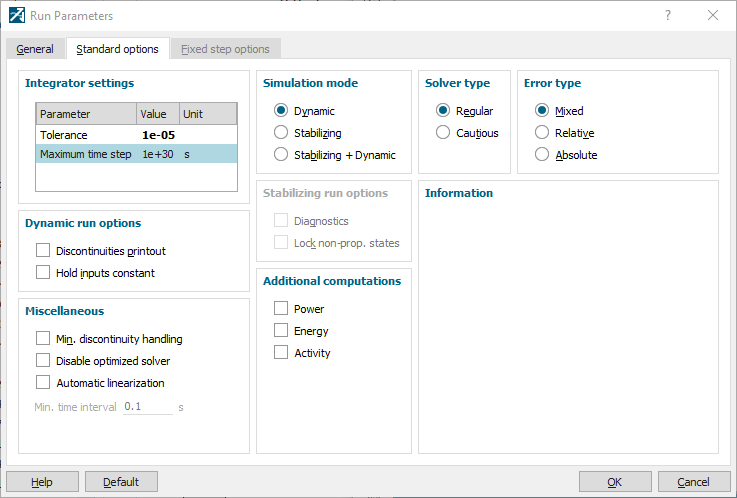 Run Parameters
General
Standard options
Fixed step options
Integrator settings
Parameter Value Unit
Tolerance 1e-05
Maximum time step 1e+30 s
Dynamic run options
Discontinuities printout
Hold inputs constant
Miscellaneous
Min. discontinuity handling
Disable optimized solver
Automatic linearization
Min. time interval 0.1 s
Simulation mode
Dynamic
Stabilizing
Stabilizing + Dynamic
Stabilizing run options
Diagnostics
Lock non-prop. states
Additional computations
Power
Energy
Activity
Solver type
Regular
Cautious
Error type
Mixed
Relative
Absolute
Information
Help
Default
OK
Cancel